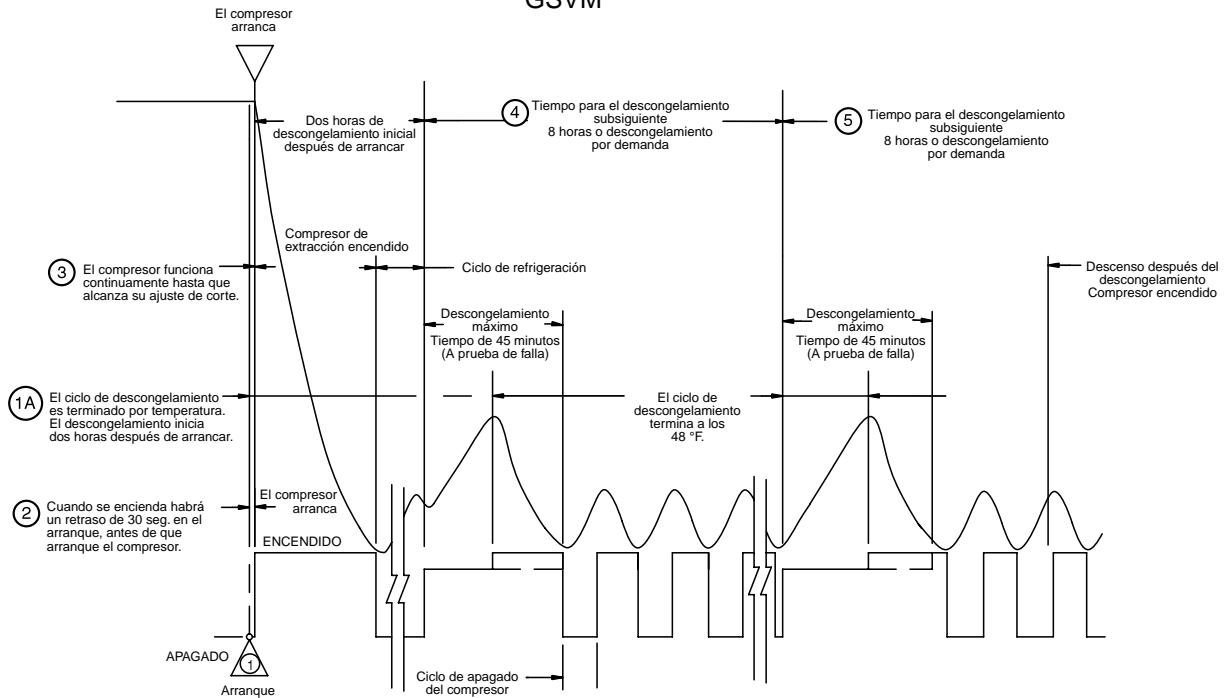 GSVM
El compresor
arranca
Dos horas de
descongelamiento inicial
después de arrancar
4
Tiempo para el descongelamiento
subsiguiente
8 horas o descongelamiento
por demanda
5
Tiempo para el descongelamiento
subsiguiente
8 horas o descongelamiento
por demanda
Compresor de
extracción encendido
Ciclo de refrigeración
3
El compresor funciona
continuamente hasta que
alcanza su ajuste de corte.
Descenso después del
descongelamiento
Compresor encendido
Descongelamiento
máximo
Tiempo de 45 minutos
(A prueba de falla)
Descongelamiento
máximo
Tiempo de 45 minutos
(A prueba de falla)
1A
El ciclo de descongelamiento
es terminado por temperatura.
El descongelamiento inicia
dos horas después de arrancar.
El ciclo de
descongelamiento
termina a los
48 °F.
2
Cuando se encienda habrá
un retraso de 30 seg. en el
arranque, antes de que
arranque el compresor.
El compresor
arranca
ENCENDIDO
APAGADO
1
Arranque
Ciclo de apagado
del compresor